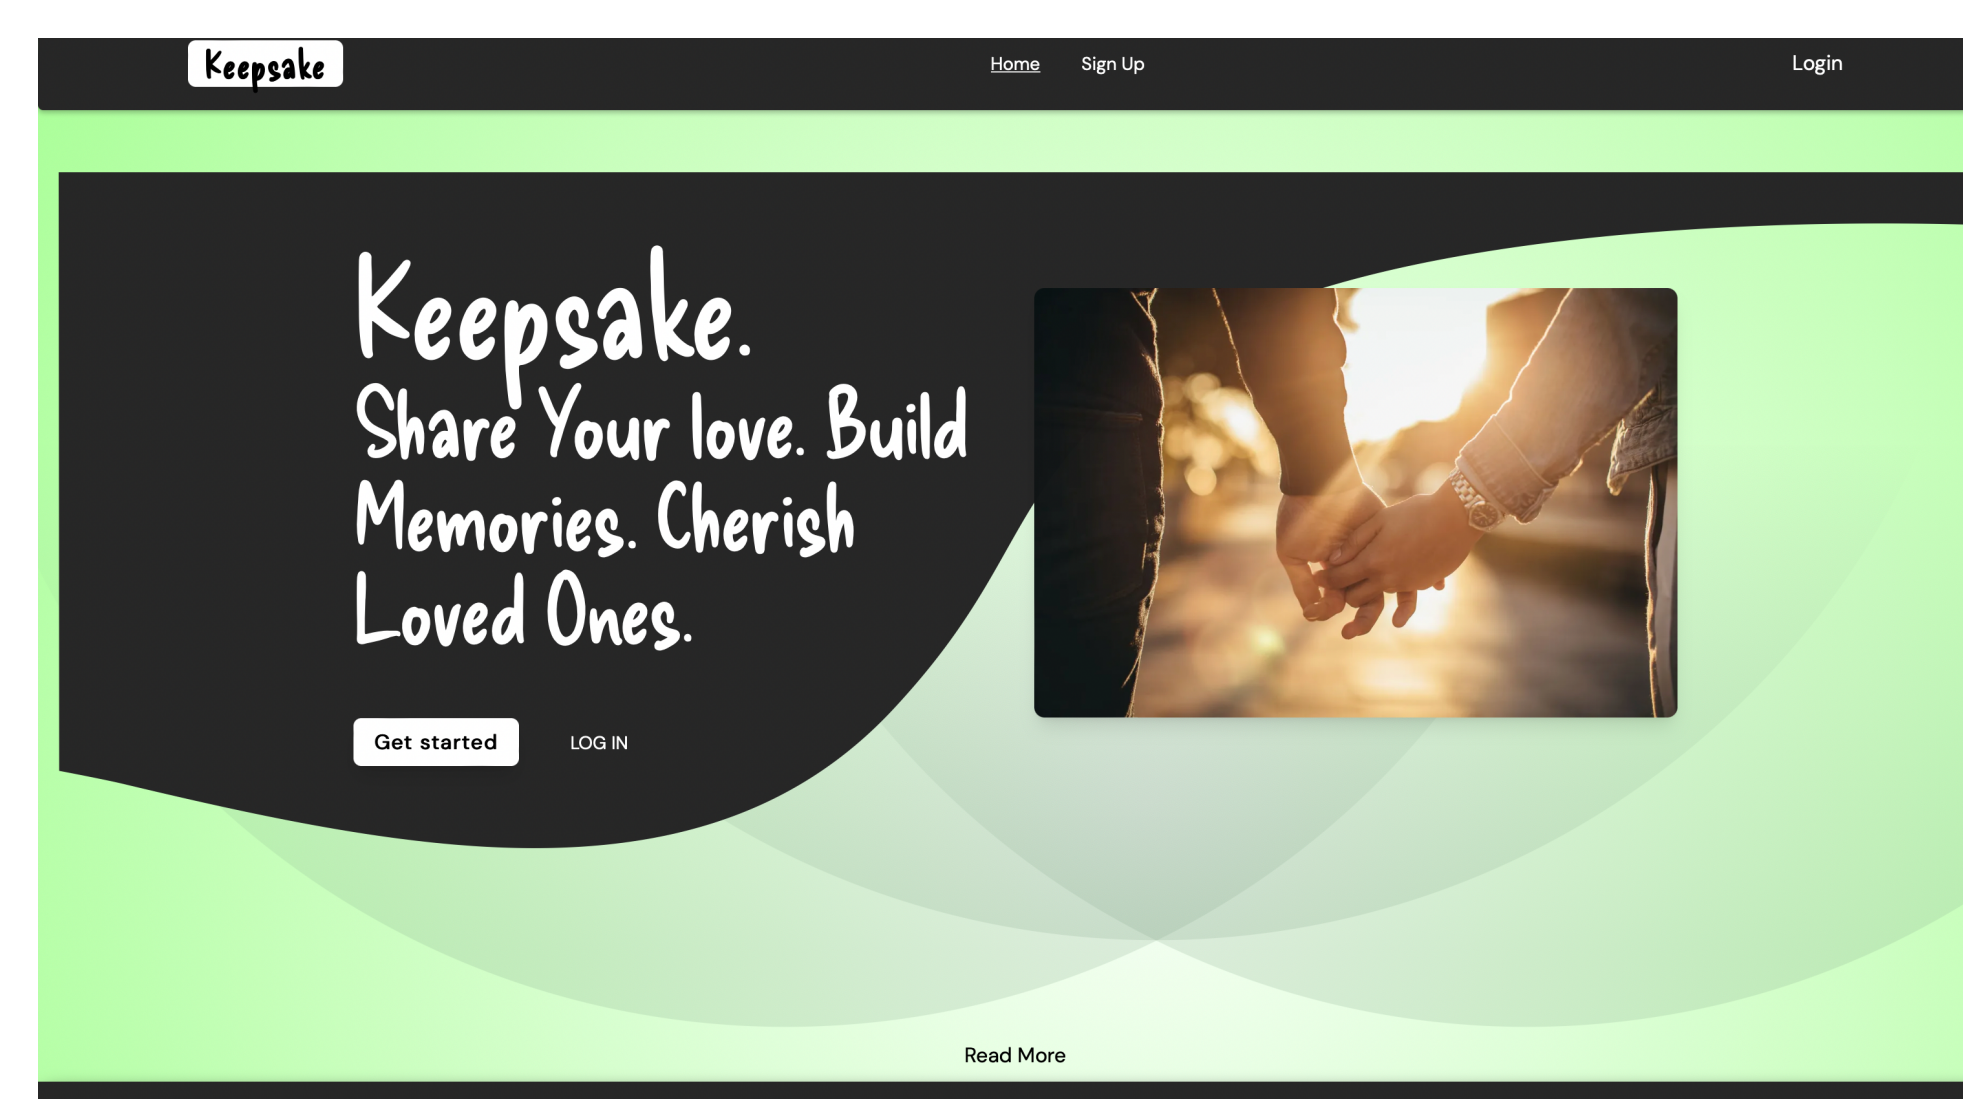 Keepsake
Home
Sign Up
Login
Keepsake.
Share Your love. Build
Memories. Cherish
Loved Ones.
Get started
LOG IN
Read More